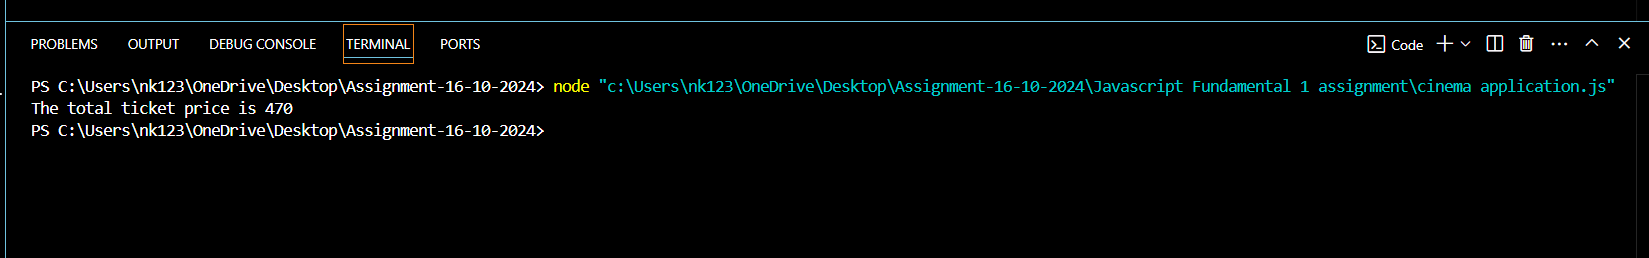 PROBLEMS OUTPUT DEBUG CONSOLE TERMINAL PORTS Code
PS C:\Users\nk123\OneDrive\Desktop\Assignment-16-10-2024> node "c:\Users\nk123\OneDrive\Desktop\Assignment-16-10-2024\Javascript Fundamental 1 assignment\cinema application.js"
The total ticket price is 470
PS C:\Users\nk123\OneDrive\Desktop\Assignment-16-10-2024>